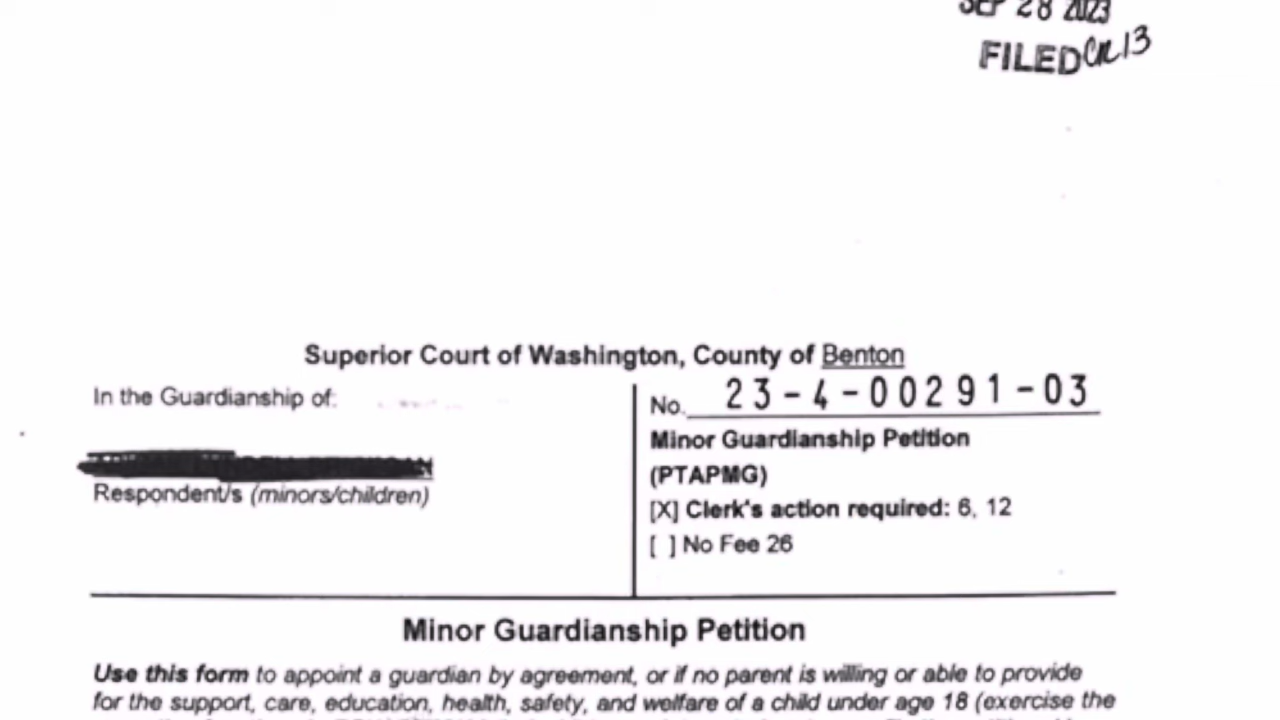 SEP 28 2023
FILED
Superior Court of Washington, County of Benton
In the Guardianship of:
Respondent/s (minors/children)
No. 23-4-00291-03
Minor Guardianship Petition
(PTAPMG)
[X] Clerk's action required: 6, 12
[ ] No Fee 26
Minor Guardianship Petition
Use this form to appoint a guardian by agreement, or if no parent is willing or able to provide
for the support, care, education, health, safety, and welfare of a child under age 18 (exercise the